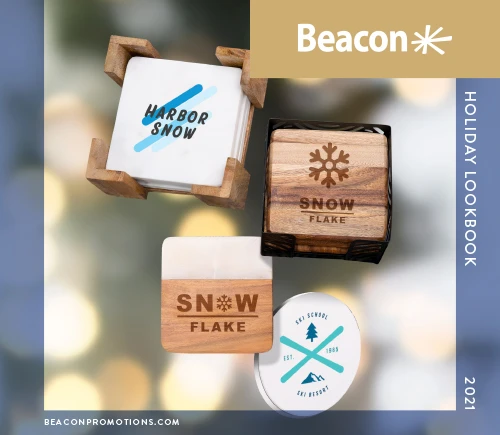 Beacon
HOLIDAY LOOKBOOK
2021
HARBOR
SNOW
SNOW
FLAKE
SNOW
FLAKE
SKI SCHOOL
EST. 1985
SKI RESORT
BEACONPROMOTIONS.COM